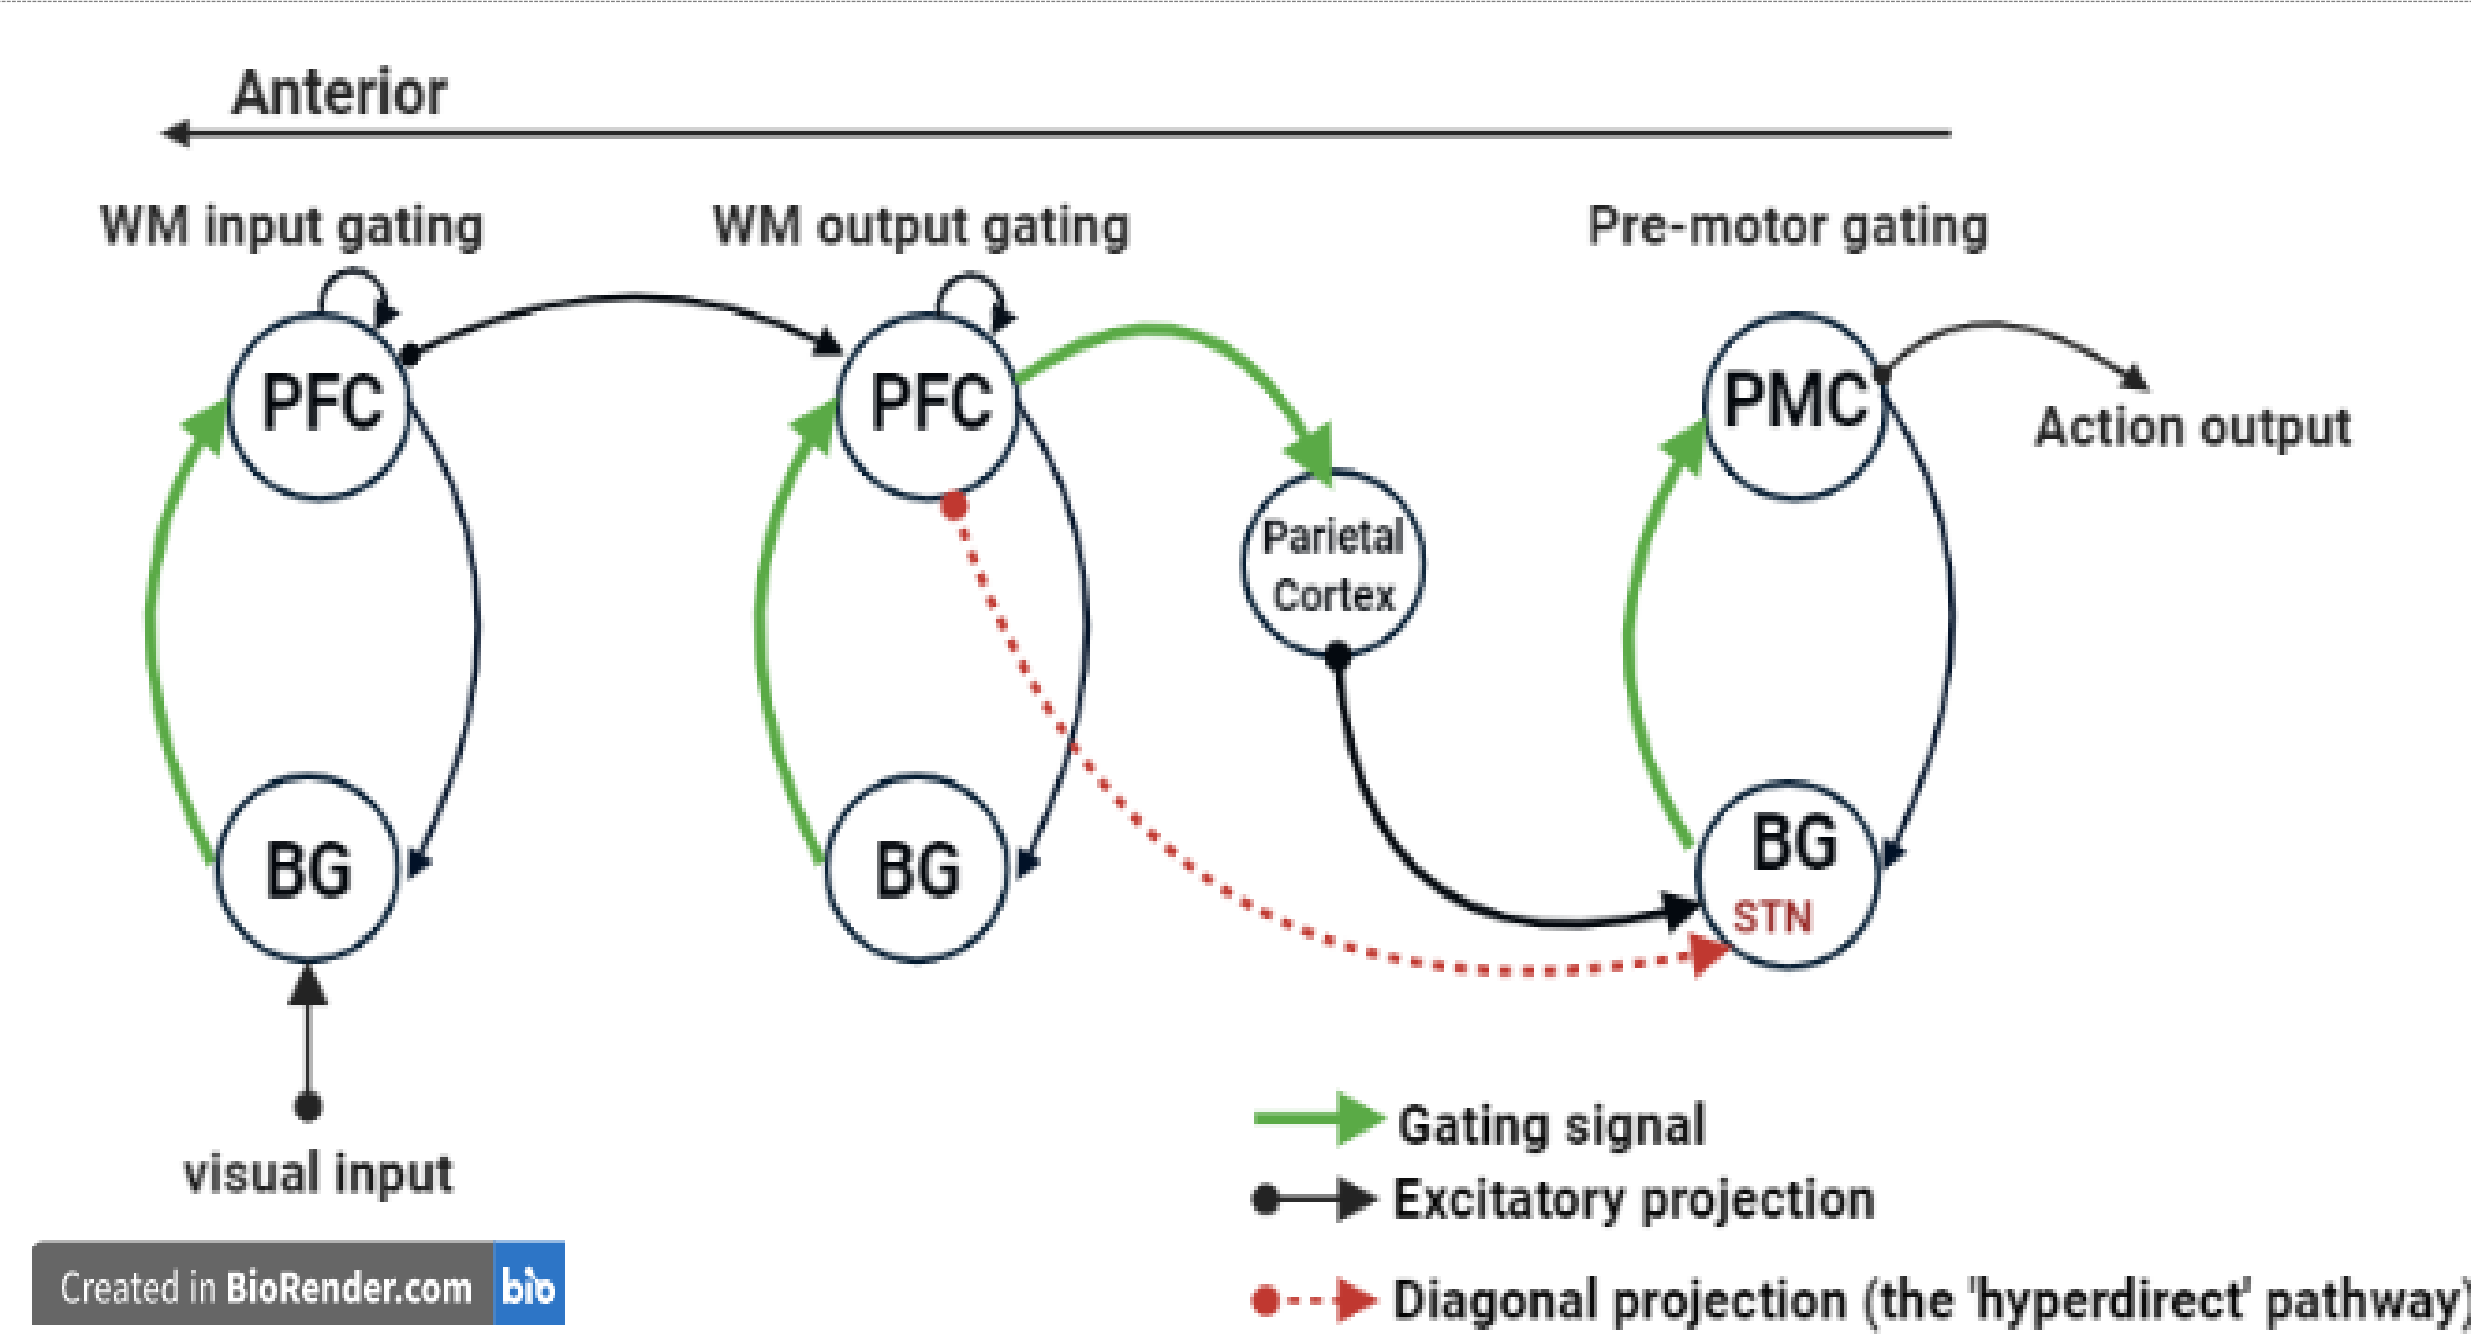 Anterior
WM input gating
WM output gating
Pre-motor gating
PFC
PFC
PMC
Action output
Parietal
Cortex
BG
BG
BG
STN
visual input
Gating signal
Excitatory projection
Diagonal projection (the 'hyperdirect' pathway)
Created in BioRender.com bio